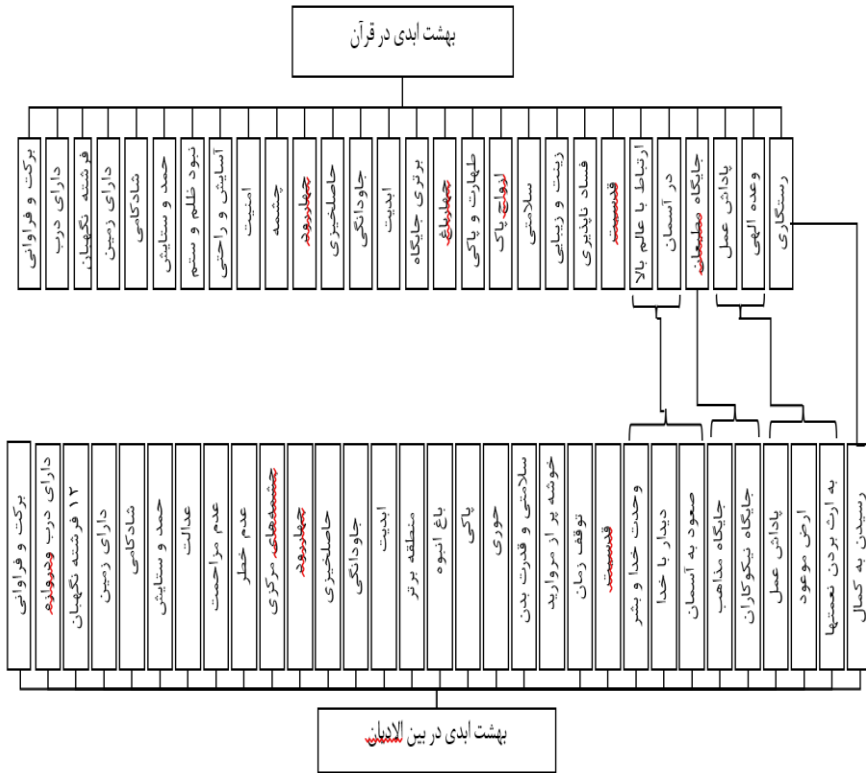 بهشت ابدی در قرآن
رستگاری
وعده الهی
پاداش عمل
جایگاه مطیعان
در آسمان
ارتباط با عالم بالا
قدسیت
فساد ناپذیری
زینت و زیبایی
سلامتی
ازواج پاک
طهارت و پاکی
چهارباغ
برتری جایگاه
ابدیت
جاودانگی
حاصلخیزی
چهاررود
چشمه
امنیت
آسایش و راحتی
نبود ظلم و ستم
حمد و ستایش
شادکامی
دارای زمین
فرشته نگهبان
دارای درب
برکت و فراوانی
رسیدن به کمال
به ارث بردن نعمتها
ارض موعود
پاداش عمل
جایگاه نیکوکاران
جایگاه مذاهب
صعود به آسمان
دیدار با خدا
وحدت خدا و بشر
قدسیت
توقف زمان
خوشه پر از مروارید
سلامتی و قدرت بدن
حوری
پاکی
باغ انبوه
منطقه برتر
ابدیت
جاودانگی
حاصلخیزی
چهاررود
چشمه‌های مرکزی
عدم خطر
عدم مزاحمت
عدالت
حمد و ستایش
شادکامی
دارای زمین
۱۲ فرشته نگهبان
دارای درب ودروازه
برکت و فراوانی
بهشت ابدی در بین الادیان